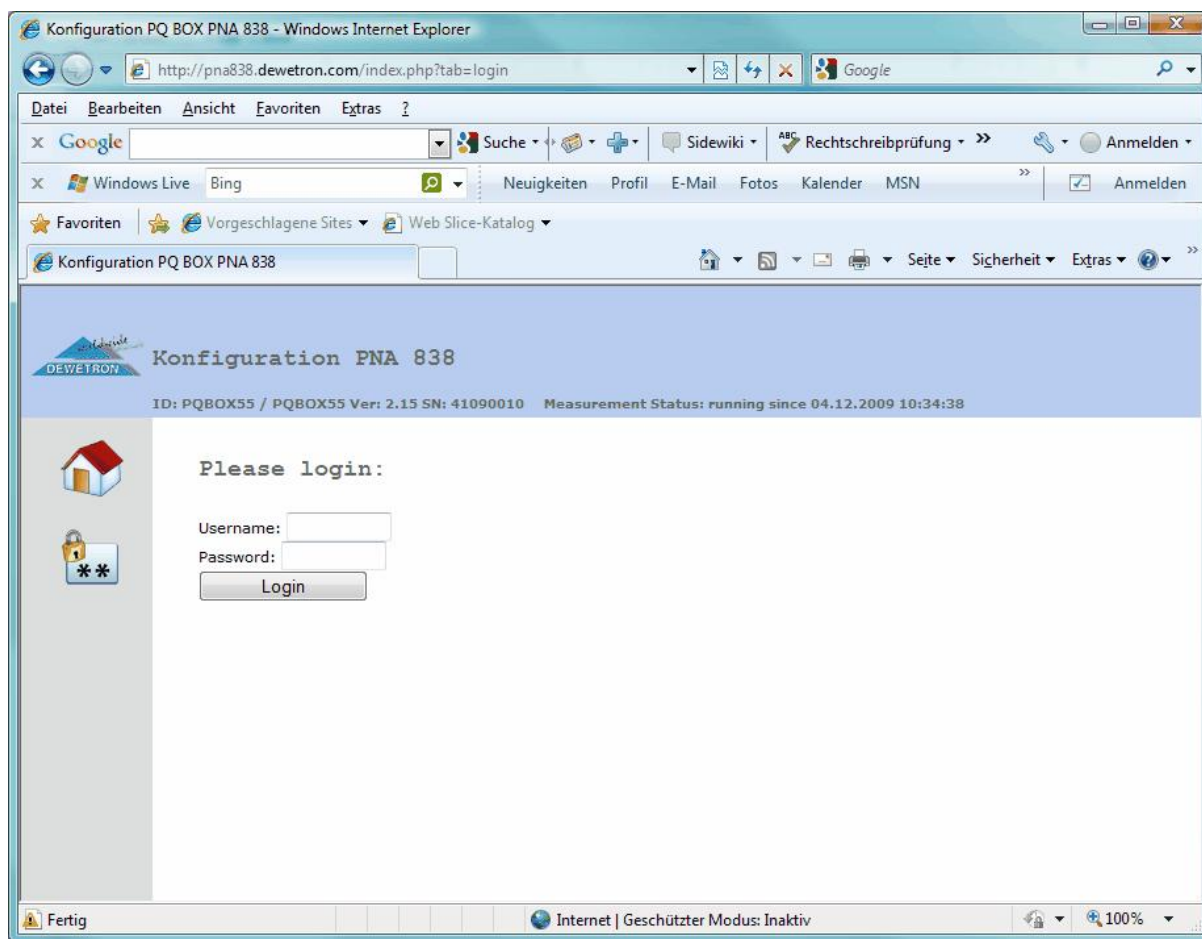 Konfiguration PQ BOX PNA 838 - Windows Internet Explorer
http://pna838.dewetron.com/index.php?tab=login Google
Datei Bearbeiten Ansicht Favoriten Extras ?
x Google Suche Sidewiki ABC Rechtschreibprüfung >> Anmelden
x Windows Live Bing Neuigkeiten Profil E-Mail Fotos Kalender MSN >> Anmelden
Favoriten Vorgeschlagene Sites Web Slice-Katalog
Konfiguration PQ BOX PNA 838 Seite Sicherheit Extras >>
DEWETRON Konfiguration PNA 838
ID: PQBOX55 / PQBOX55 Ver: 2.15 SN: 41090010 Measurement Status: running since 04.12.2009 10:34:38
Please login:
Username:
Password:
**
Login
Fertig Internet | Geschützter Modus: Inaktiv 100%